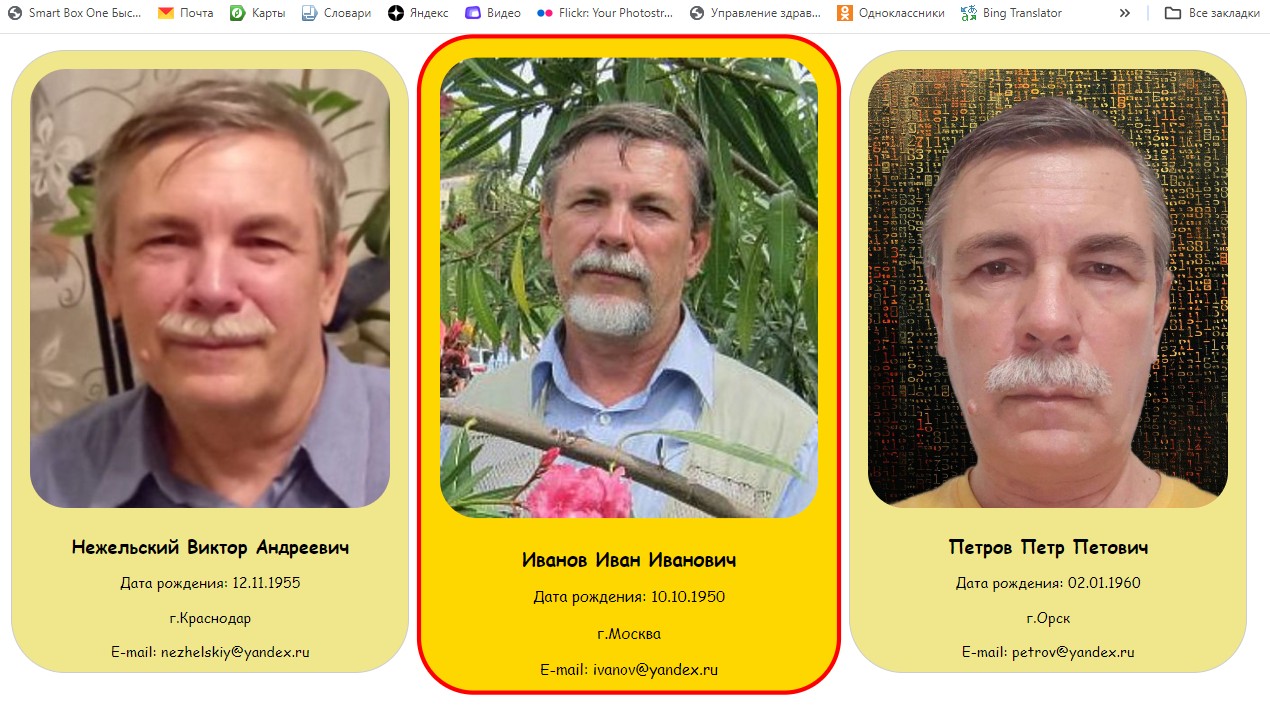 Smart Box One Быс...
Почта
Карты
Словари
Яндекс
Видео
Flickr: Your Photostr...
Управление здрав...
Одноклассники
Bing Translator
»
Все закладки
Нежельский Виктор Андреевич
Дата рождения: 12.11.1955
г.Краснодар
E-mail: nezhelskiy@yandex.ru
Иванов Иван Иванович
Дата рождения: 10.10.1950
г.Москва
E-mail: ivanov@yandex.ru
Петров Петр Петович
Дата рождения: 02.01.1960
г.Орск
E-mail: petrov@yandex.ru